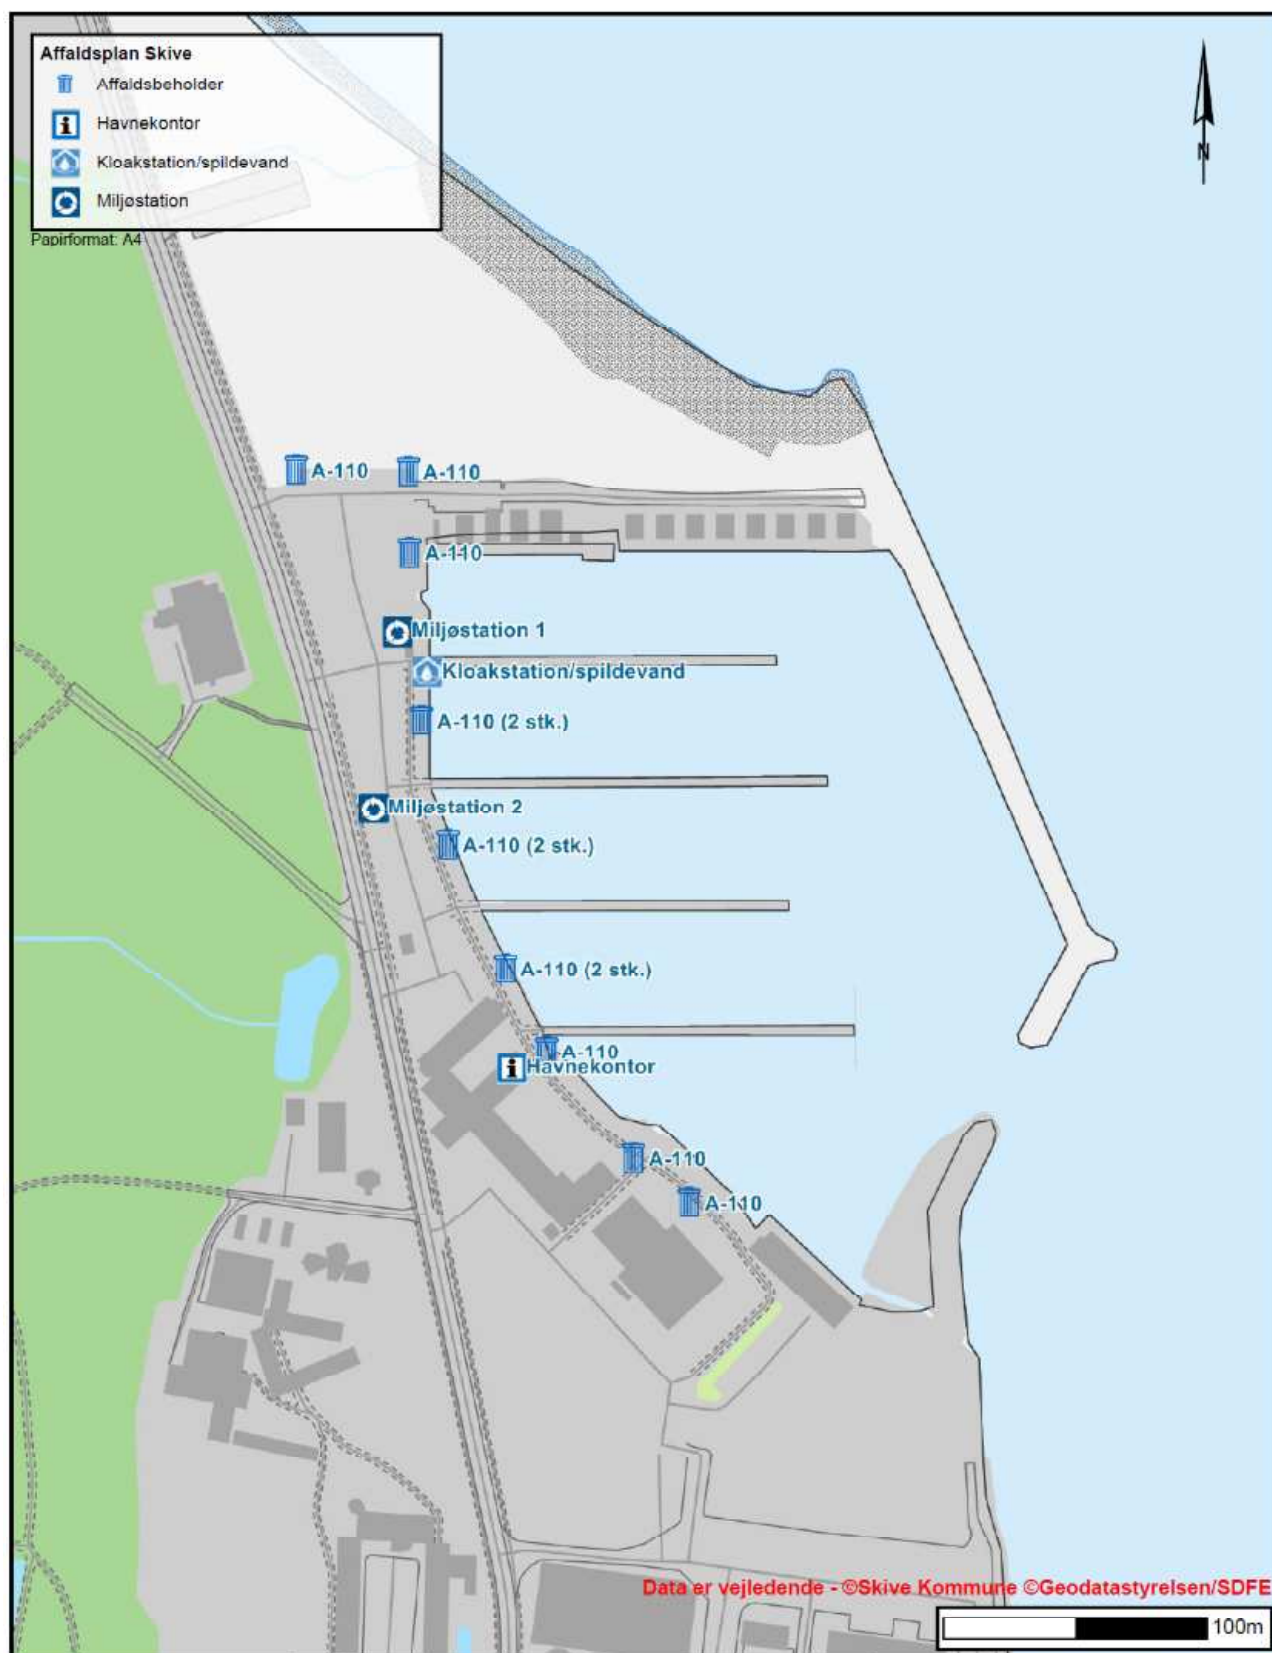 Affaldsplan Skive
Affaldsbeholder
Havnekontor
Kloakstation/spildevand
Miljøstation
Papirformat: A4
N
A-110
A-110
A-110
Miljøstation 1
Kloakstation/spildevand
A-110 (2 stk.)
Miljøstation 2
A-110 (2 stk.)
A-110 (2 stk.)
A-110
Havnekontor
A-110
A-110
Data er vejledende - ©Skive Kommune ©Geodatastyrelsen/SDFE
100m